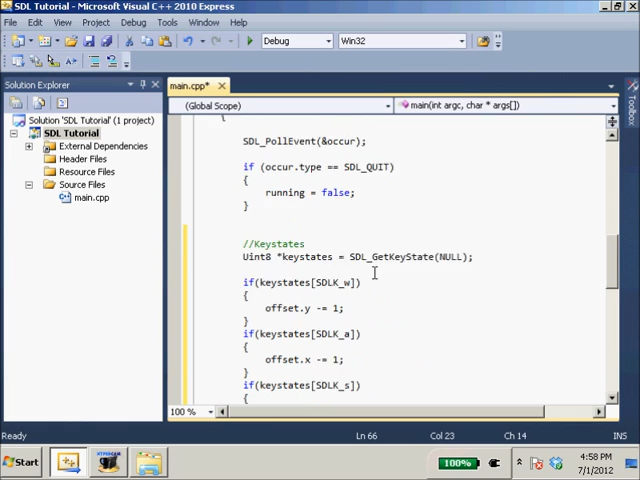 SDL Tutorial - Microsoft Visual C++ 2010 Express
File Edit View Project Debug Tools Window Help
Debug Win32
Solution Explorer
main.cpp*
(Global Scope) main(int argc, char * args[])
Toolbox
Solution 'SDL Tutorial' (1 project)
SDL Tutorial
External Dependencies
Header Files
Resource Files
Source Files
main.cpp
{
SDL_PollEvent(&occur);
if (occur.type == SDL_QUIT)
{
running = false;
}
//Keystates
Uint8 *keystates = SDL_GetKeyState(NULL);
if(keystates[SDLK_w])
{
offset.y -= 1;
}
if(keystates[SDLK_a])
{
offset.x -= 1;
}
if(keystates[SDLK_s])
{
100 %
Ready Ln 66 Col 23 Ch 14 INS
Start HYPERCAM 100% 4:58 PM
7/1/2012